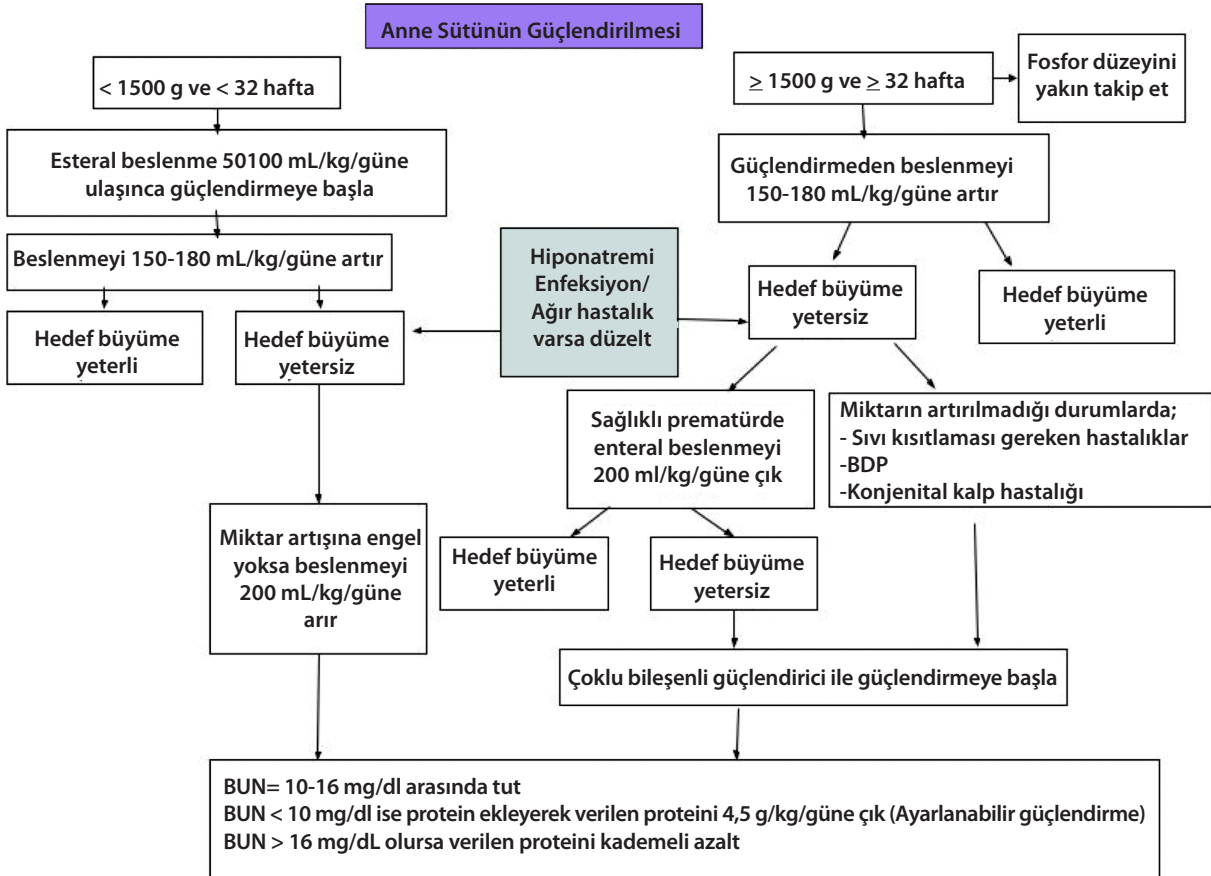 Anne Sütünün Güçlendirilmesi
< 1500 g ve < 32 hafta
Esteral beslenme 50100 mL/kg/güne
ulaşınca güçlendirmeye başla
Beslenmeyi 150-180 mL/kg/güne artır
Hedef büyüme
yeterli
Hedef büyüme
yetersiz
Miktar artışına engel
yoksa beslenmeyi
200 mL/kg/güne
arır
Hiponatremi
Enfeksiyon/
Ağır hastalık
varsa düzelt
≥ 1500 g ve ≥ 32 hafta
Fosfor düzeyini
yakın takip et
Güçlendirmeden beslenmeyi
150-180 mL/kg/güne artır
Hedef büyüme
yetersiz
Hedef büyüme
yeterli
Sağlıklı prematürde
enteral beslenmeyi
200 ml/kg/güne çık
Miktarın artırılmadığı durumlarda;
- Sıvı kısıtlaması gereken hastalıklar
-BDP
-Konjenital kalp hastalığı
Hedef büyüme
yeterli
Hedef büyüme
yetersiz
Çoklu bileşenli güçlendirici ile güçlendirmeye başla
BUN= 10-16 mg/dl arasında tut
BUN < 10 mg/dl ise protein ekleyerek verilen proteini 4,5 g/kg/güne çık (Ayarlanabilir güçlendirme)
BUN > 16 mg/dL olursa verilen proteini kademeli azalt